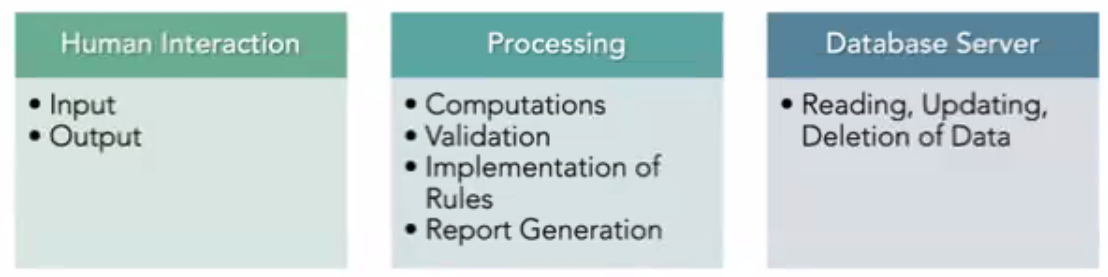 Human Interaction
• Input
• Output
Processing
• Computations
• Validation
• Implementation of
Rules
• Report Generation
Database Server
• Reading, Updating,
Deletion of Data